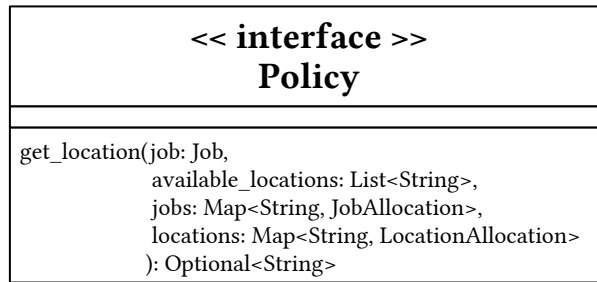 << interface >>
Policy
get_location(job: Job,
available_locations: List<String>,
jobs: Map<String, JobAllocation>,
locations: Map<String, LocationAllocation>
): Optional<String>